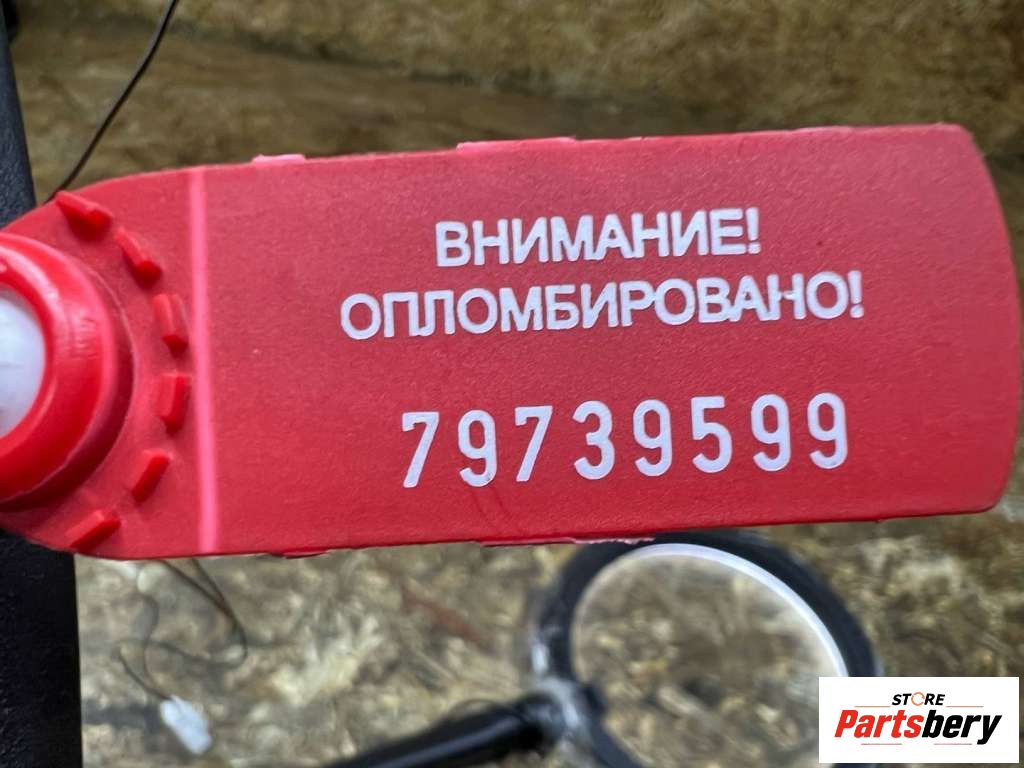 ВНИМАНИЕ!
ОПЛОМБИРОВАНО!
79739599
STORE
Partsbery